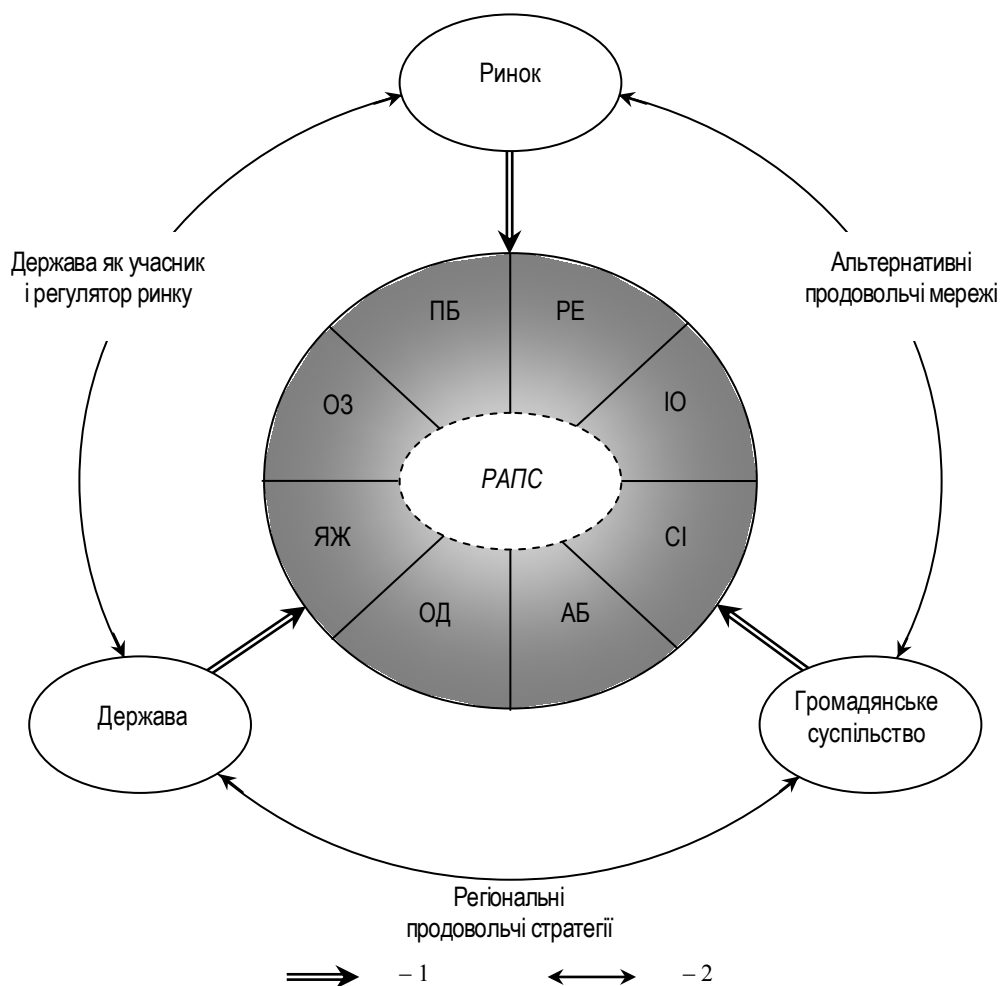 Ринок
Держава як учасник
і регулятор ринку
Альтернативні
продовольчі мережі
ПБ
РЕ
ОЗ
ІО
РАПС
ЯЖ
СІ
ОД
АБ
Держава
Громадянське
суспільство
Регіональні
продовольчі стратегії
– 1
– 2